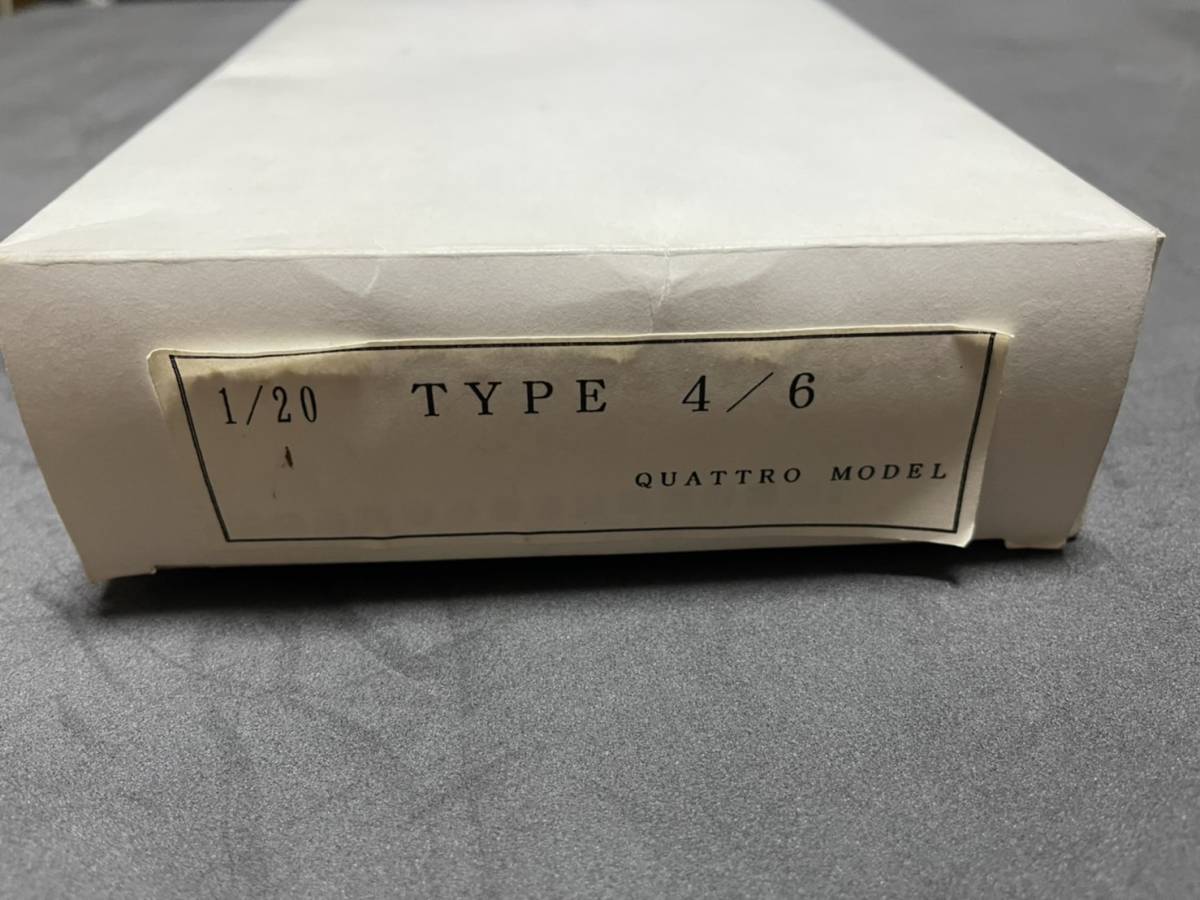 1/20 TYPE 4/6
QUATTRO MODEL